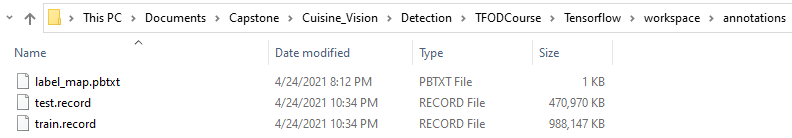 This PC > Documents > Capstone > Cuisine_Vision > Detection > TFODCourse > Tensorflow > workspace > annotations
Name Date modified Type Size
label_map.pbtxt 4/24/2021 8:12 PM PBTXT File 1 KB
test.record 4/24/2021 10:34 PM RECORD File 470,970 KB
train.record 4/24/2021 10:34 PM RECORD File 988,147 KB